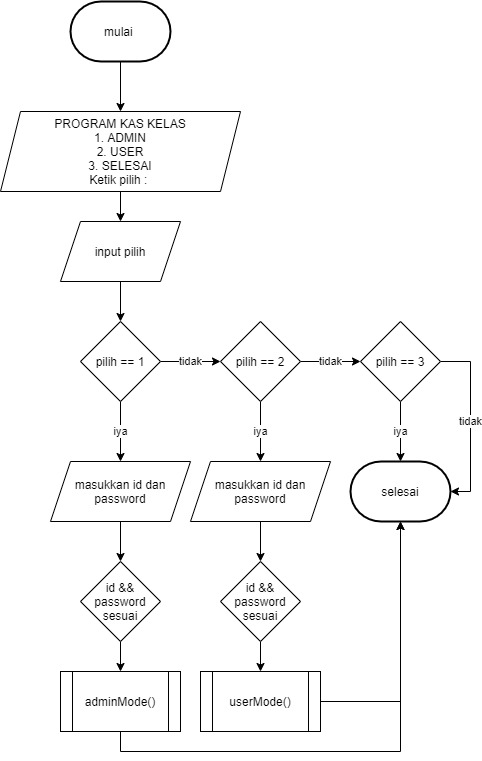 mulai
PROGRAM KAS KELAS
1. ADMIN
2. USER
3. SELESAI
Ketik pilih :
input pilih
pilih == 1
tidak
pilih == 2
tidak
pilih == 3
tidak
iya
iya
iya
masukkan id dan
password
masukkan id dan
password
selesai
id &&
password
sesuai
id &&
password
sesuai
adminMode()
userMode()